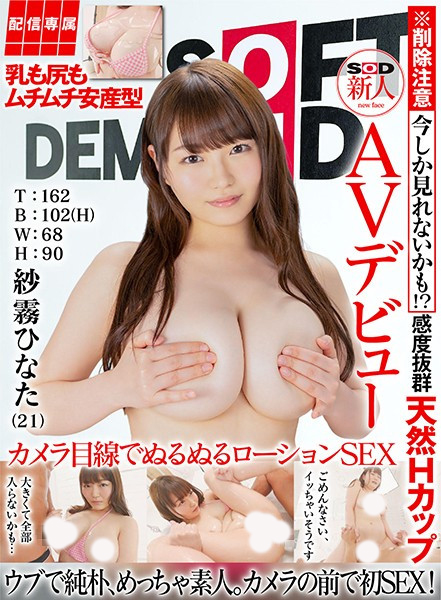 配信専属
乳も尻も
ムチムチ安産型
SOFT
DEMAND
SOD
新人
new face
※削除注意
今しか見れないかも!?
感度抜群
天然Hカップ
AVデビュー
T：162
B：102(H)
W：68
H：90
紗霧ひなた
(21)
カメラ目線でぬるぬるローションSEX
大きくて全部
入らないかも…
ごめんなさい、
イッちゃいそうです
ウブで純朴、めっちゃ素人。カメラの前で初SEX！